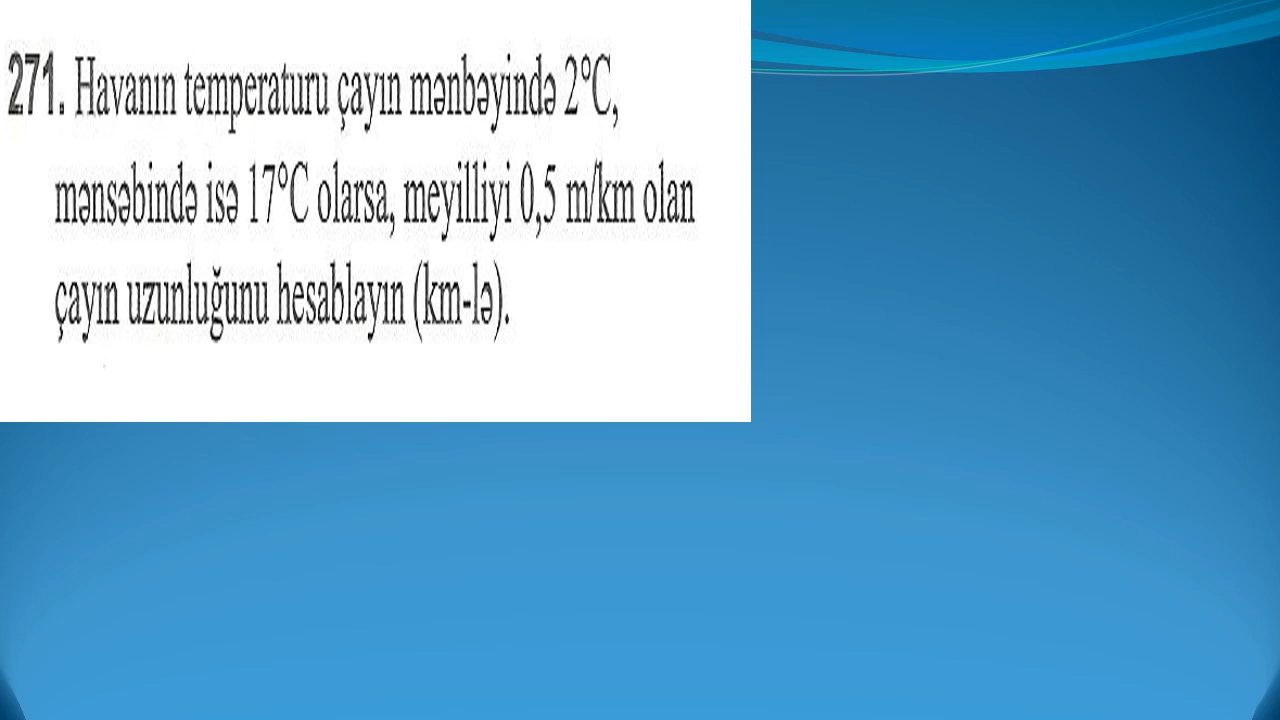 271. Havanın temperaturu çayın mənbəyində 2°C,
mənsəbində isə 17°C olarsa, meyilliyi 0,5 m/km olan
çayın uzunluğunu hesablayın (km-lə).